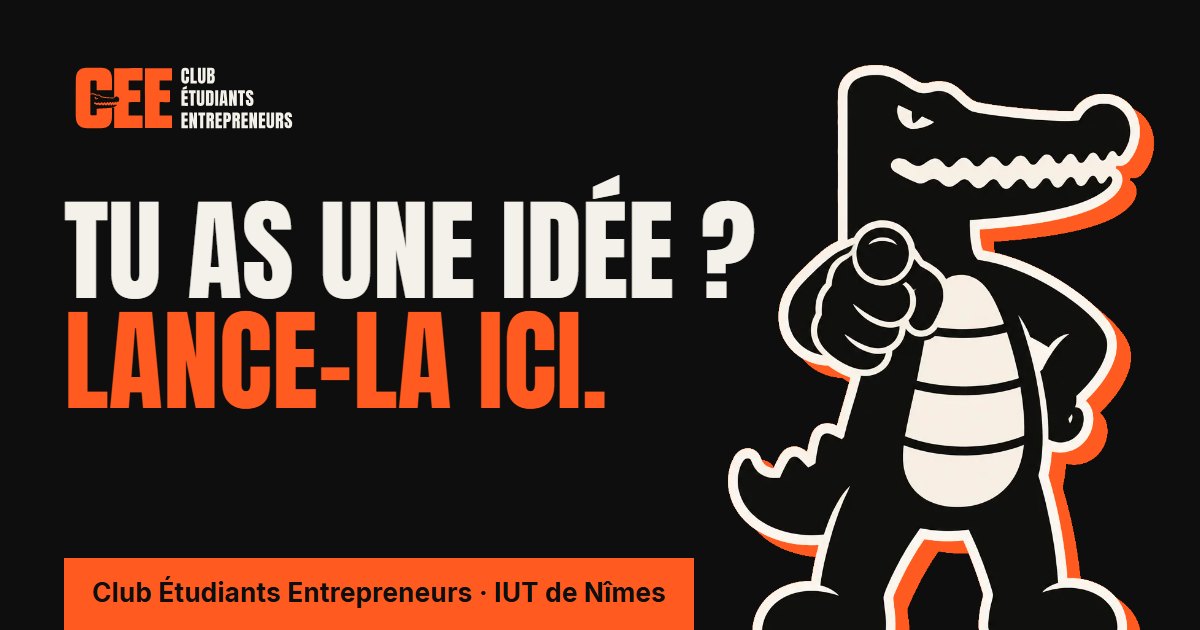 CEE
CLUB
ÉTUDIANTS
ENTREPRENEURS
TU AS UNE IDÉE ?
LANCE-LA ICI.
Club Étudiants Entrepreneurs · IUT de Nîmes